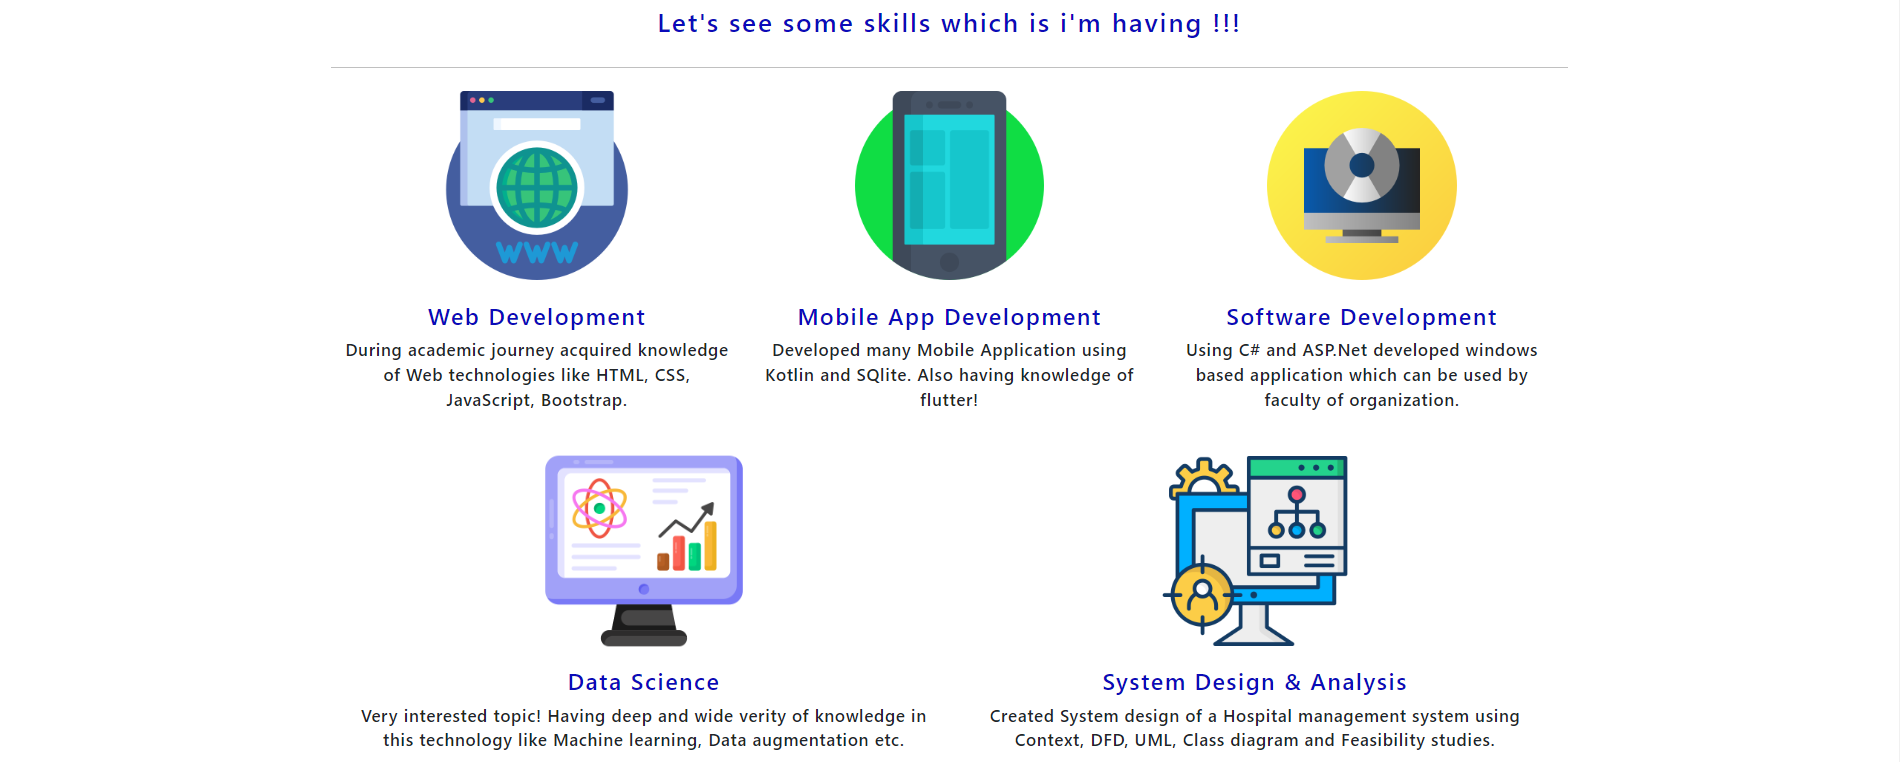 Let's see some skills which is i'm having !!!
www
Web Development
During academic journey acquired knowledge
of Web technologies like HTML, CSS,
JavaScript, Bootstrap.
Mobile App Development
Developed many Mobile Application using
Kotlin and SQlite. Also having knowledge of
flutter!
Software Development
Using C# and ASP.Net developed windows
based application which can be used by
faculty of organization.
Data Science
Very interested topic! Having deep and wide verity of knowledge in
this technology like Machine learning, Data augmentation etc.
System Design & Analysis
Created System design of a Hospital management system using
Context, DFD, UML, Class diagram and Feasibility studies.